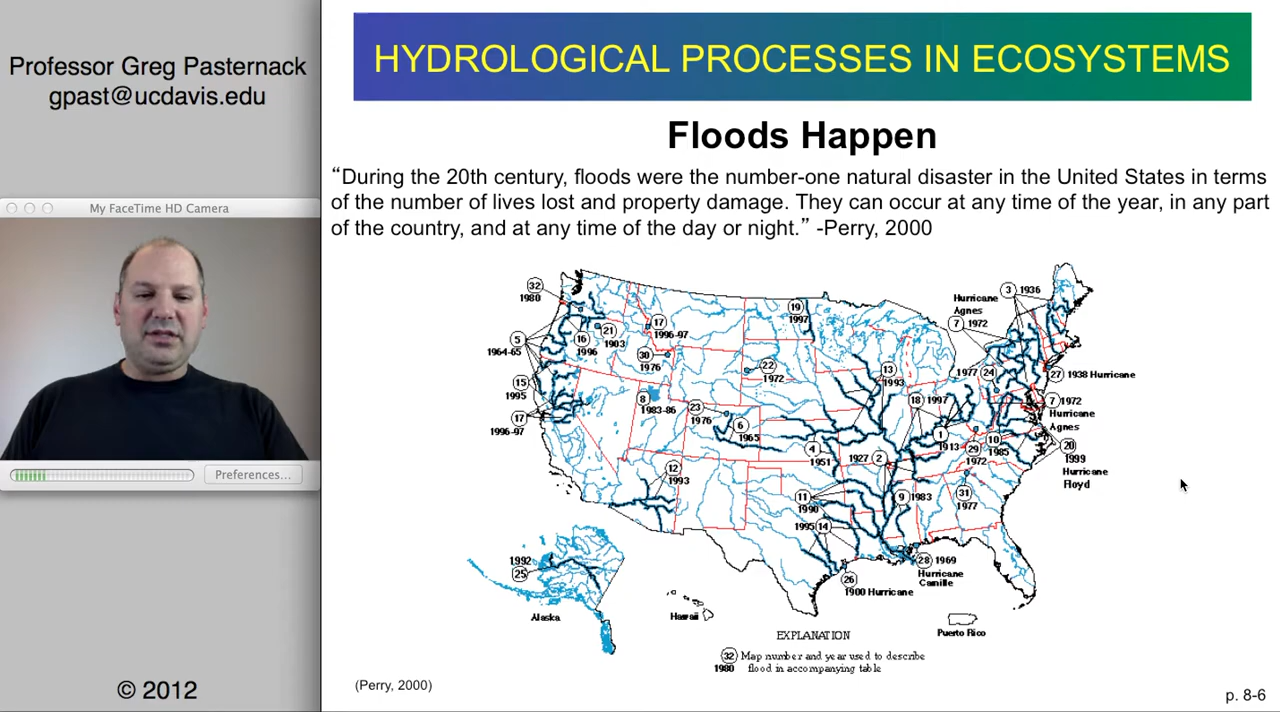 Professor Greg Pasternack
gpast@ucdavis.edu
My FaceTime HD Camera
Preferences...
© 2012
HYDROLOGICAL PROCESSES IN ECOSYSTEMS
Floods Happen
“During the 20th century, floods were the number-one natural disaster in the United States in terms
of the number of lives lost and property damage. They can occur at any time of the year, in any part
of the country, and at any time of the day or night.” -Perry, 2000
32
1980
5
1964-65
15
1995
17
1996-97
16
1996
21
1903
17
1996-97
30
1976
8
1983-86
12
1993
19
1997
22
1972
23
1976
6
1965
4
1951
11
1990
1995 14
1927 2
13
1993
18 1997
9 1983
1
1913
29
1972
10
1985
31
1977
1977 24
3 1936
Hurricane
Agnes
7 1972
27 1938 Hurricane
7 1972
Hurricane
Agnes
20
1999
Hurricane
Floyd
28 1969
Hurricane
Camille
26
1900 Hurricane
1992
25
Alaska
Hawaii
Puerto Rico
EXPLANATION
32 Map number and year used to describe
1980 flood in accompanying table
(Perry, 2000)
p. 8-6